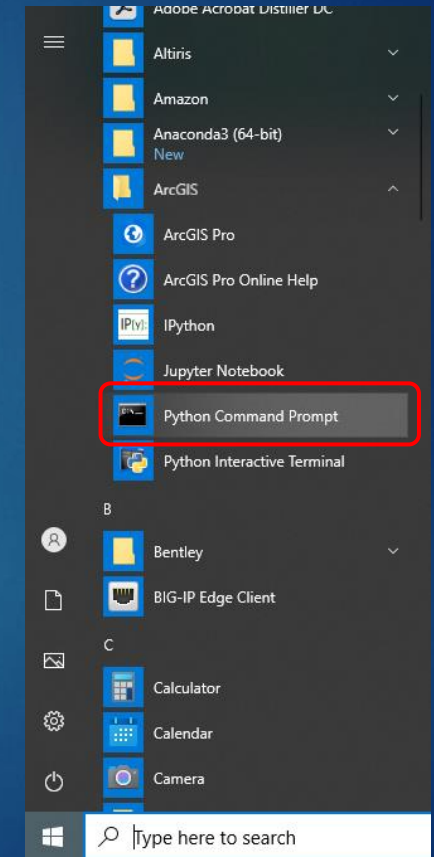 Adobe Acrobat Distiller DC
Altiris
Amazon
Anaconda3 (64-bit)
New
ArcGIS
ArcGIS Pro
ArcGIS Pro Online Help
IP[y]:
IPython
Jupyter Notebook
Python Command Prompt
Python Interactive Terminal
B
Bentley
BIG-IP Edge Client
C
Calculator
Calendar
Camera
Type here to search